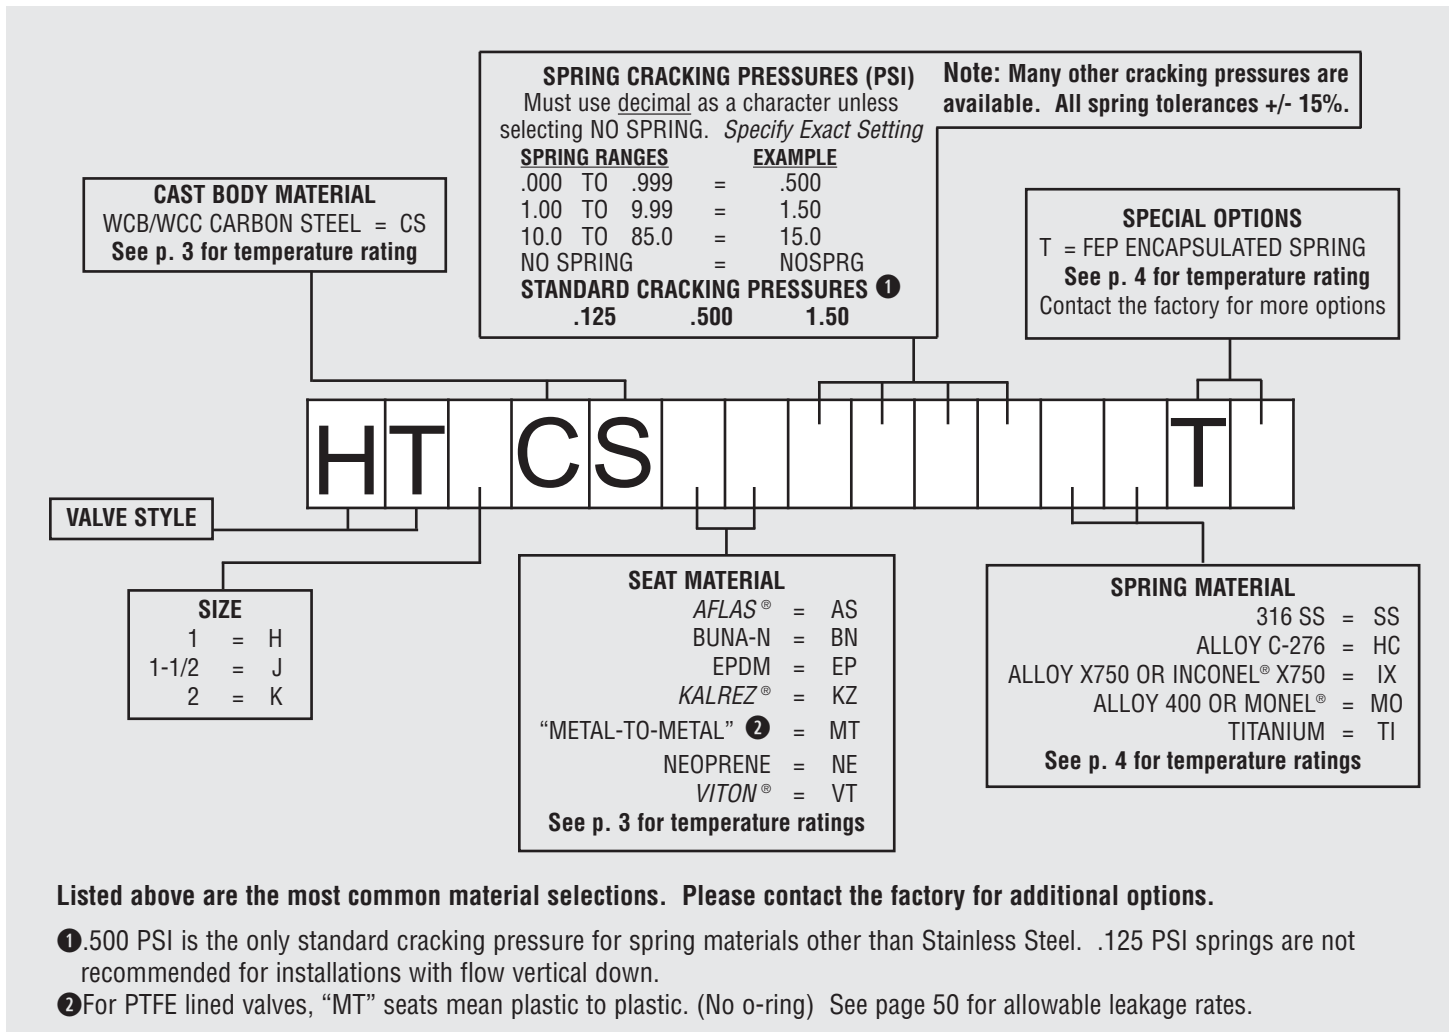 SPRING CRACKING PRESSURES (PSI)
Must use decimal as a character unless
selecting NO SPRING. Specify Exact Setting
SPRING RANGES EXAMPLE
.000 TO .999 = .500
1.00 TO 9.99 = 1.50
10.0 TO 85.0 = 15.0
NO SPRING = NOSPRG
STANDARD CRACKING PRESSURES ❶
.125 .500 1.50
Note: Many other cracking pressures are
available. All spring tolerances +/- 15%.
CAST BODY MATERIAL
WCB/WCC CARBON STEEL = CS
See p. 3 for temperature rating
SPECIAL OPTIONS
T = FEP ENCAPSULATED SPRING
See p. 4 for temperature rating
Contact the factory for more options
H T C S T
VALVE STYLE
SIZE
1 = H
1-1/2 = J
2 = K
SEAT MATERIAL
AFLAS® = AS
BUNA-N = BN
EPDM = EP
KALREZ® = KZ
“METAL-TO-METAL” ❷ = MT
NEOPRENE = NE
VITON® = VT
See p. 3 for temperature ratings
SPRING MATERIAL
316 SS = SS
ALLOY C-276 = HC
ALLOY X750 OR INCONEL® X750 = IX
ALLOY 400 OR MONEL® = MO
TITANIUM = TI
See p. 4 for temperature ratings
Listed above are the most common material selections. Please contact the factory for additional options.
❶.500 PSI is the only standard cracking pressure for spring materials other than Stainless Steel. .125 PSI springs are not
recommended for installations with flow vertical down.
❷For PTFE lined valves, “MT” seats mean plastic to plastic. (No o-ring) See page 50 for allowable leakage rates.